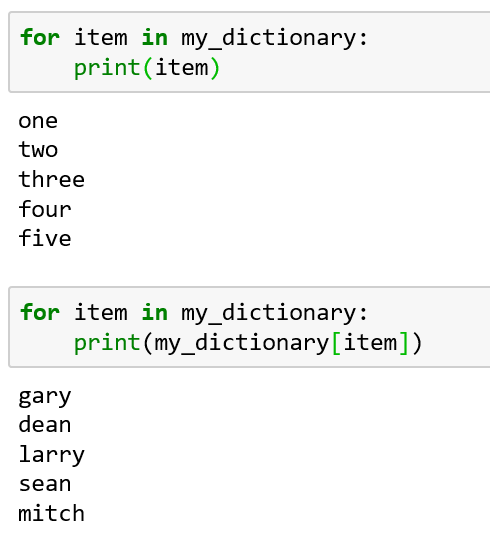 for item in my_dictionary:
    print(item)
one
two
three
four
five
for item in my_dictionary:
    print(my_dictionary[item])
gary
dean
larry
sean
mitch